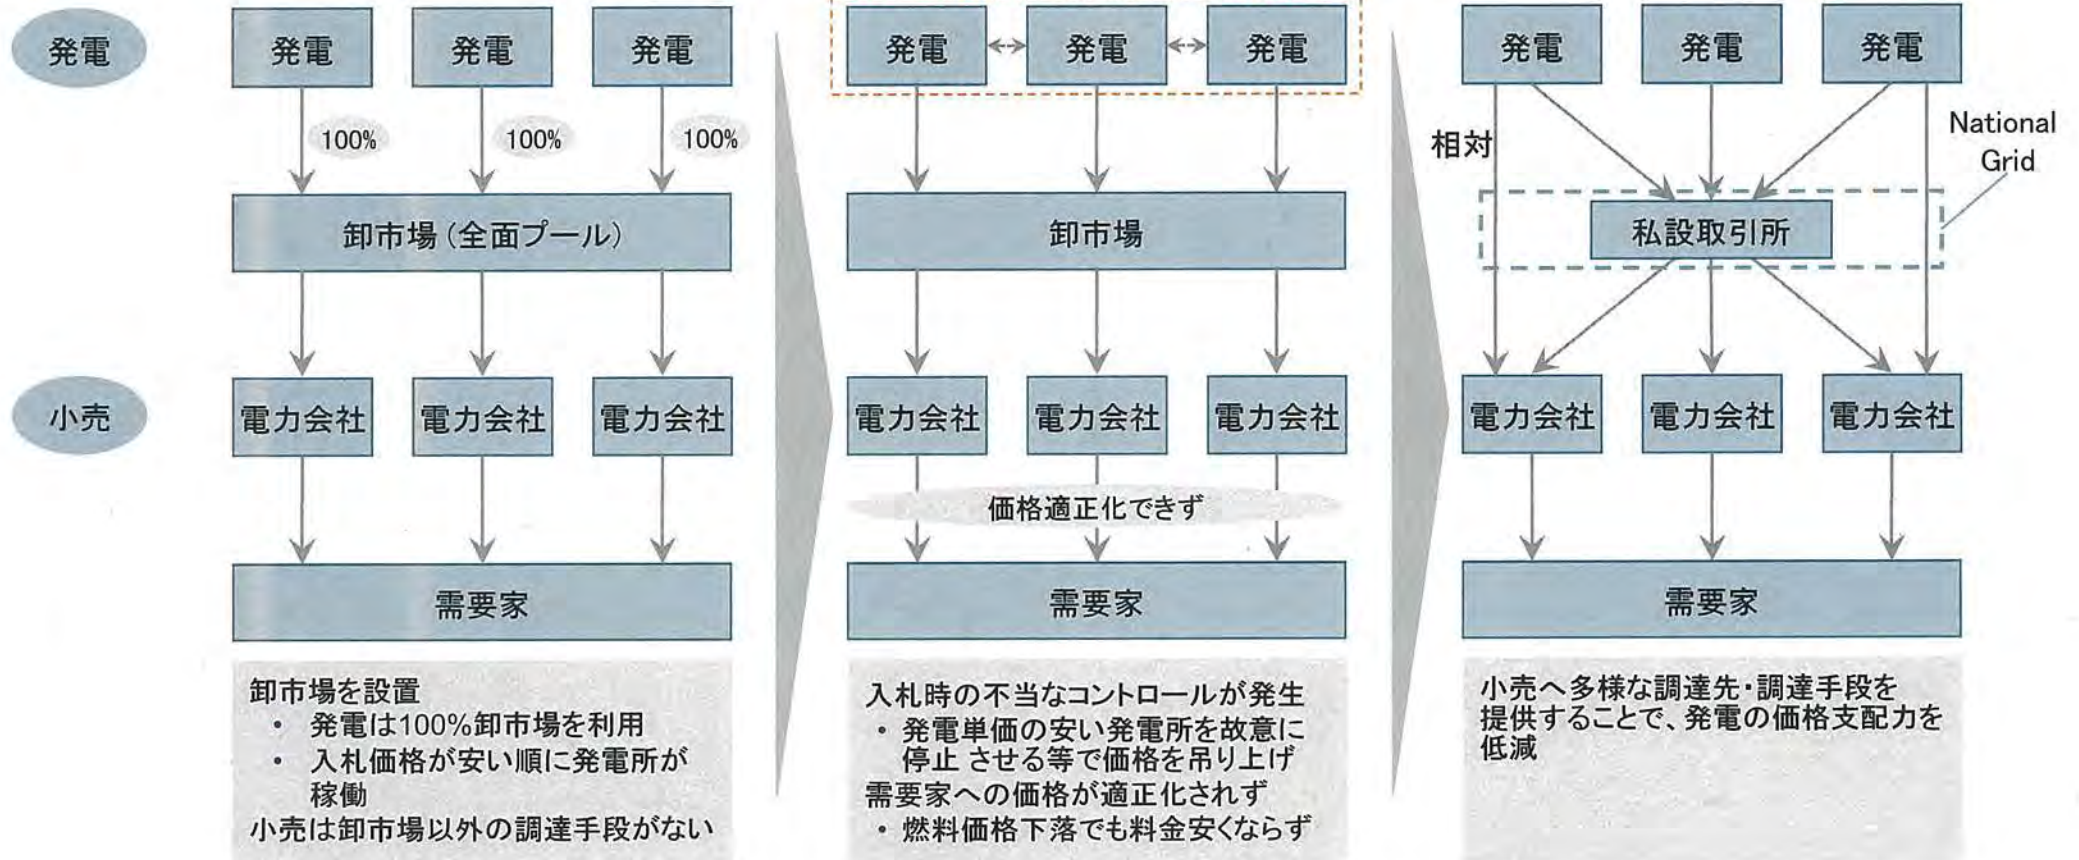 発電
発電
発電
発電
100%
100%
100%
卸市場(全面プール)
小売
電力会社
電力会社
電力会社
需要家
卸市場を設置
• 発電は100%卸市場を利用
• 入札価格が安い順に発電所が
稼働
小売は卸市場以外の調達手段がない
発電
発電
発電
卸市場
電力会社
電力会社
電力会社
価格適正化できず
需要家
入札時の不当なコントロールが発生
• 発電単価の安い発電所を故意に
停止 させる等で価格を吊り上げ
需要家への価格が適正化されず
• 燃料価格下落でも料金安くならず
発電
発電
発電
相対
National
Grid
私設取引所
電力会社
電力会社
電力会社
需要家
小売へ多様な調達先・調達手段を
提供することで、発電の価格支配力を
低減